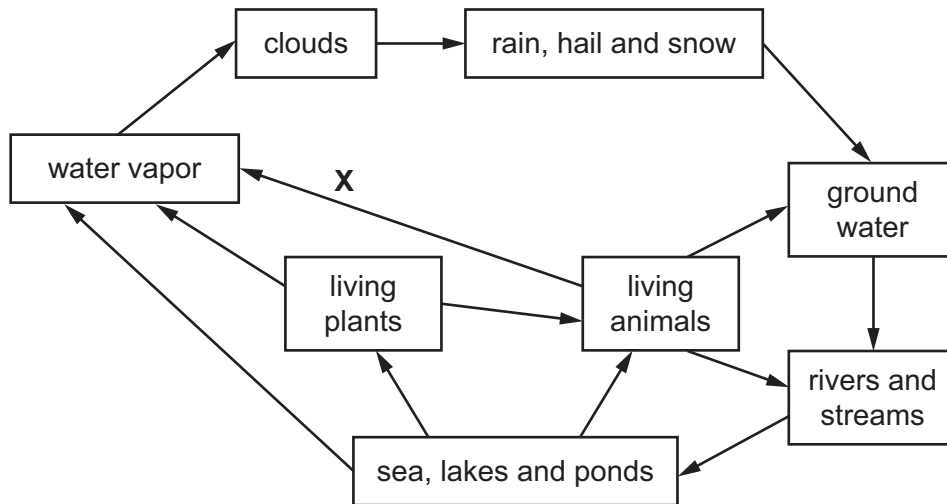 clouds
rain, hail and snow
water vapor
X
ground
water
living
plants
living
animals
rivers and
streams
sea, lakes and ponds